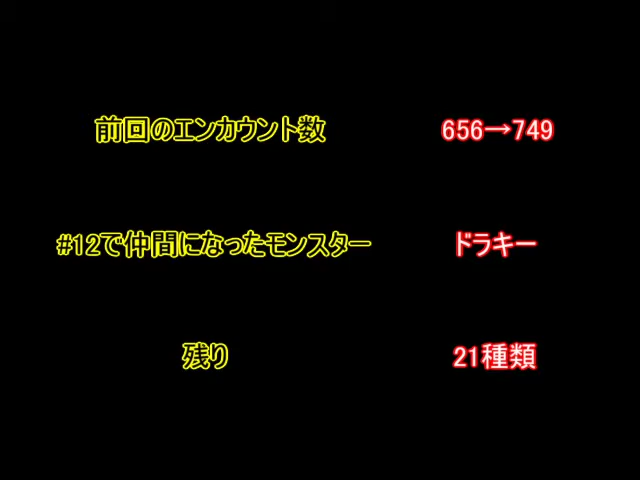 前回のエンカウント数 656→749
#12で仲間になったモンスター ドラキー
残り 21種類